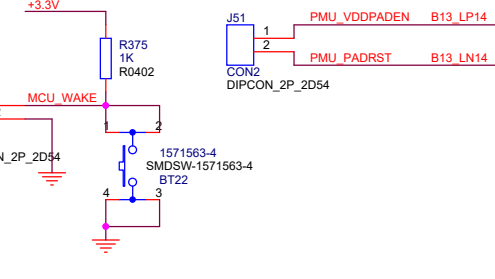 +3.3V
J51
PMU_VDDPADEN B13_LP14
1
R375
2
1K
PMU_PADRST B13_LN14
R0402
CON2
DIPCON_2P_2D54
MCU_WAKE
1 2
1571563-4
N_2P_2D54
SMDSW-1571563-4
BT22
4 3